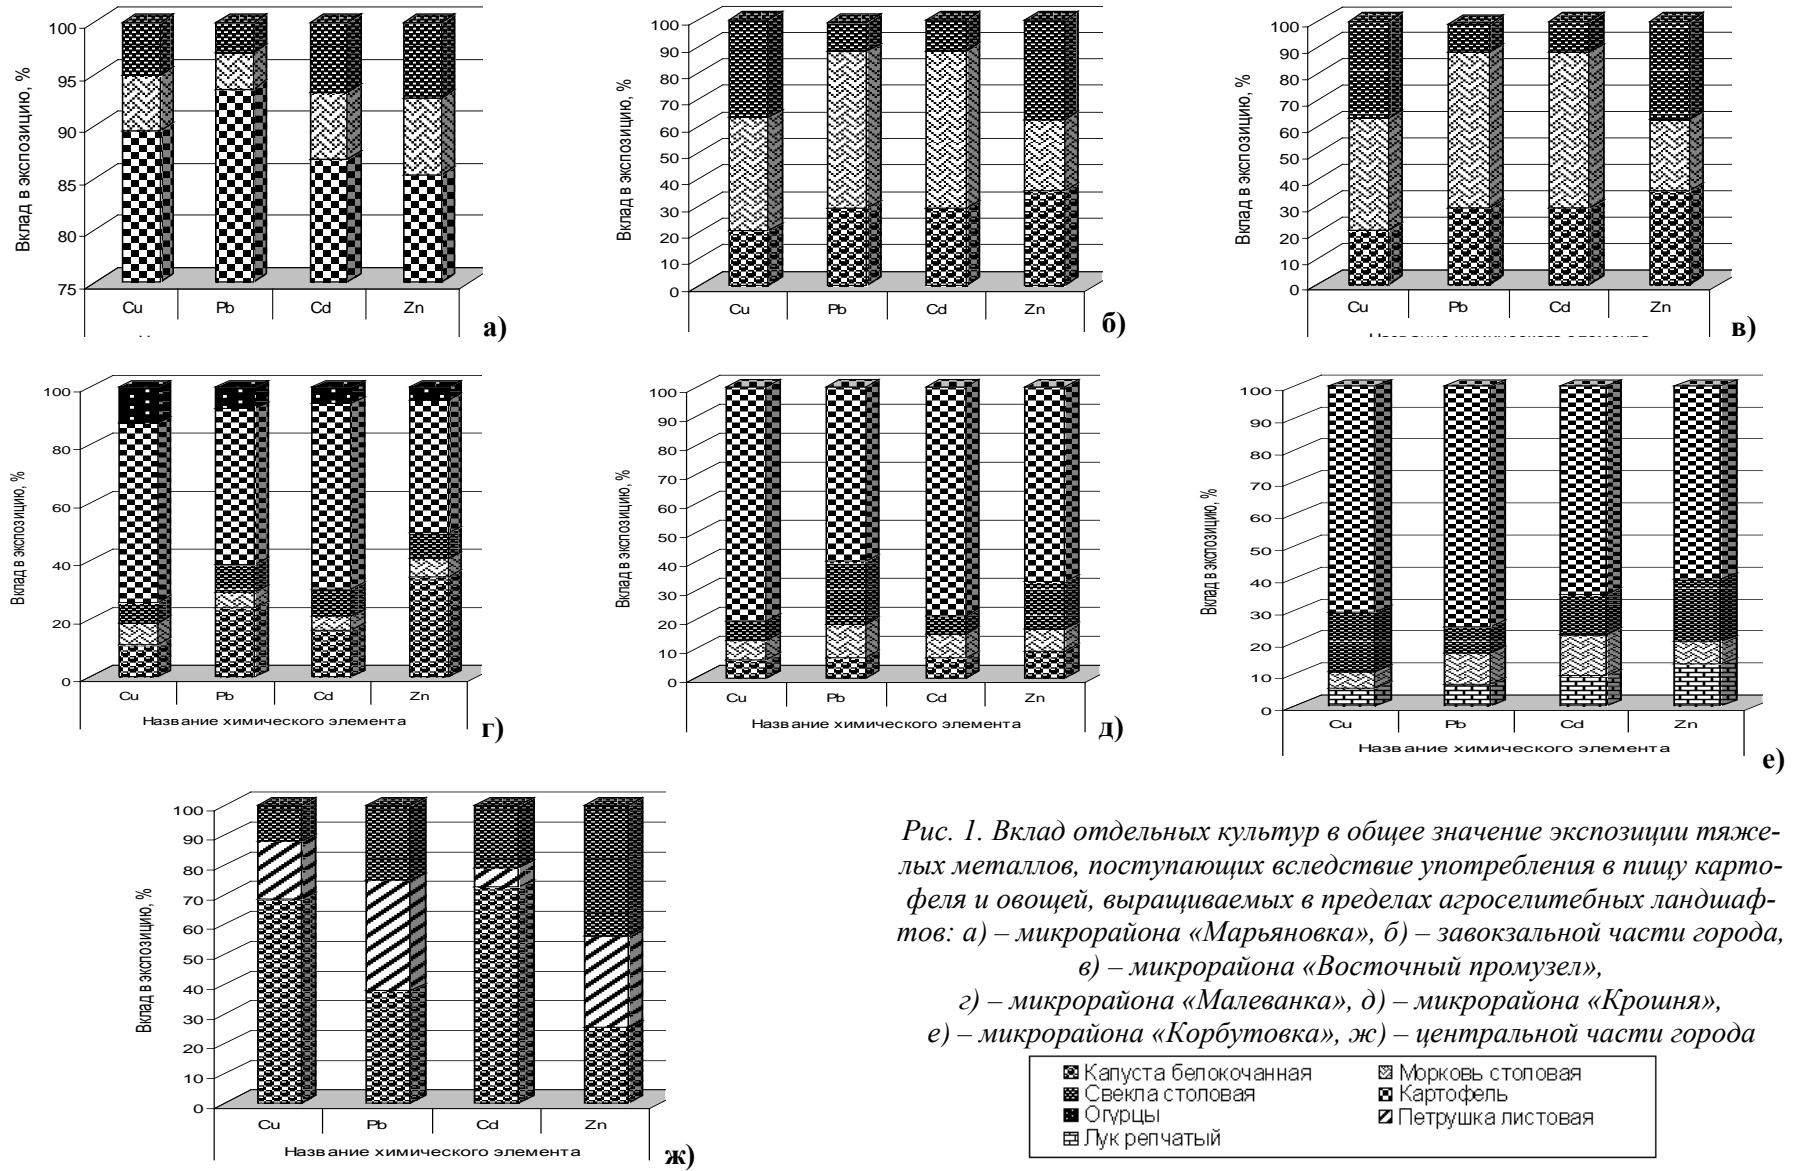 Вклад в экспозицию, %
100
95
90
85
80
75
Cu Pb Cd Zn
а)
Вклад в экспозицию, %
100
90
80
70
60
50
40
30
20
10
0
Cu Pb Cd Zn
б)
Вклад в экспозицию, %
100
90
80
70
60
50
40
30
20
10
0
Cu Pb Cd Zn
Название химического элемента
в)
Вклад в экспозицию, %
100
80
60
40
20
0
Cu Pb Cd Zn
Название химического элемента
г)
Вклад в экспозицию, %
100
90
80
70
60
50
40
30
20
10
0
Cu Pb Cd Zn
Название химического элемента
д)
Вклад в экспозицию, %
100
90
80
70
60
50
40
30
20
10
0
Cu Pb Cd Zn
Название химического элемента
е)
Вклад в экспозицию, %
100
90
80
70
60
50
40
30
20
10
0
Cu Pb Cd Zn
Название химического элемента
ж)
Рис. 1. Вклад отдельных культур в общее значение экспозиции тяже-
лых металлов, поступающих вследствие употребления в пищу карто-
феля и овощей, выращиваемых в пределах агроселитебных ландшаф-
тов: а) – микрорайона «Марьяновка», б) – завокзальной части города,
в) – микрорайона «Восточный промузел»,
г) – микрорайона «Малеванка», д) – микрорайона «Крошня»,
е) – микрорайона «Корбутовка», ж) – центральной части города
Капуста белокочанная Морковь столовая
Свекла столовая Картофель
Огурцы Петрушка листовая
Лук репчатый